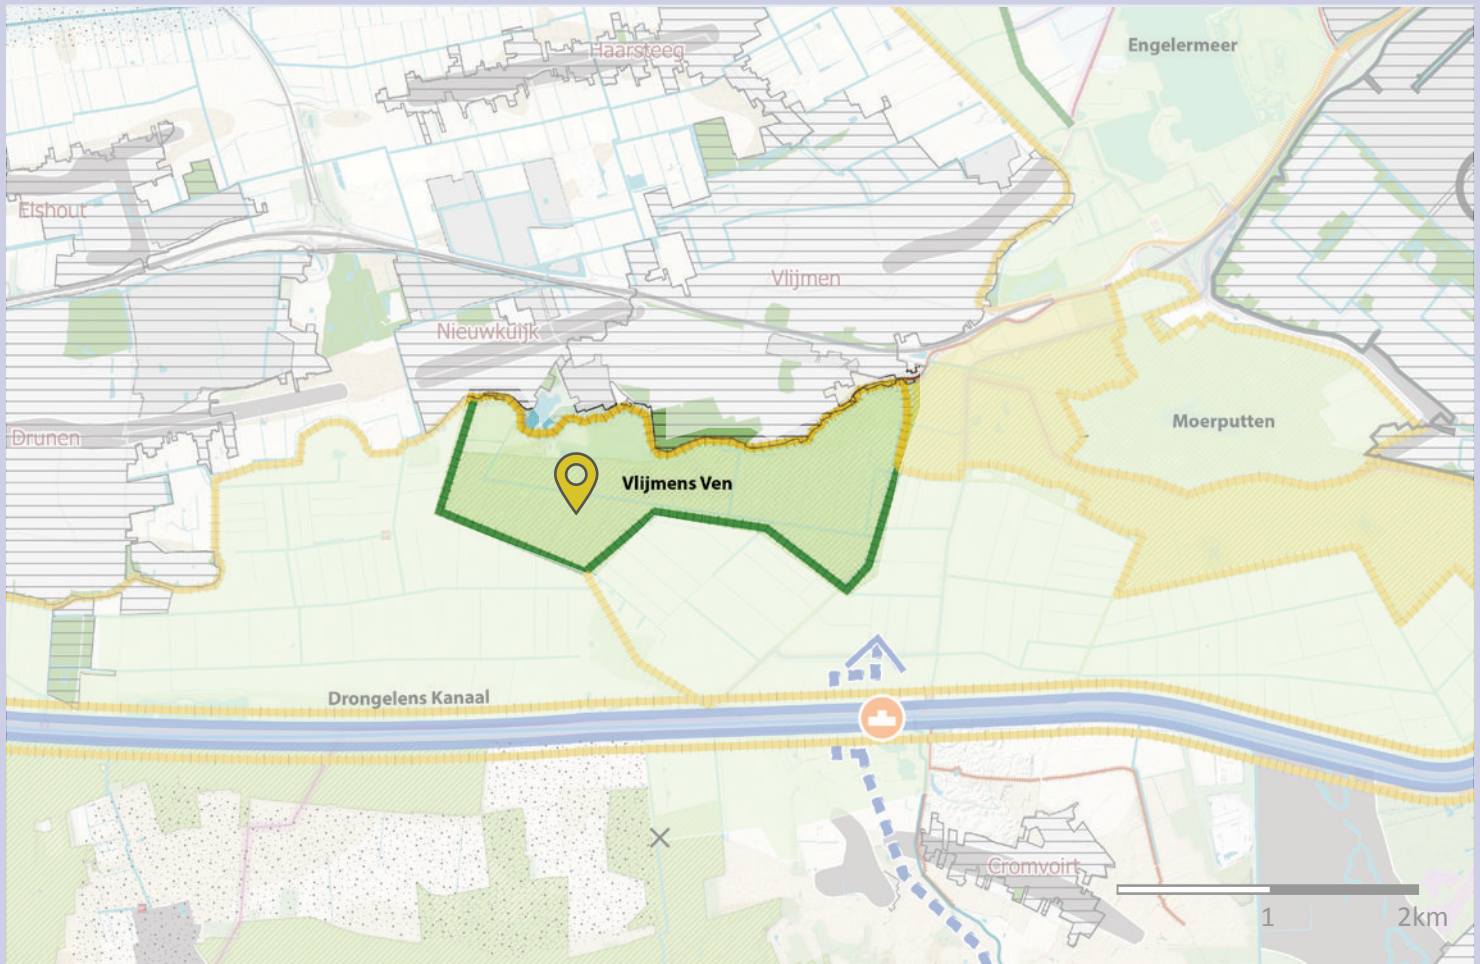 Haarsteeg
Engelermeer
Elshout
Vlijmen
Nieuwkuijk
Moerputten
Drunen
Vlijmens Ven
Drongelens Kanaal
Cromvoirt
1
2km